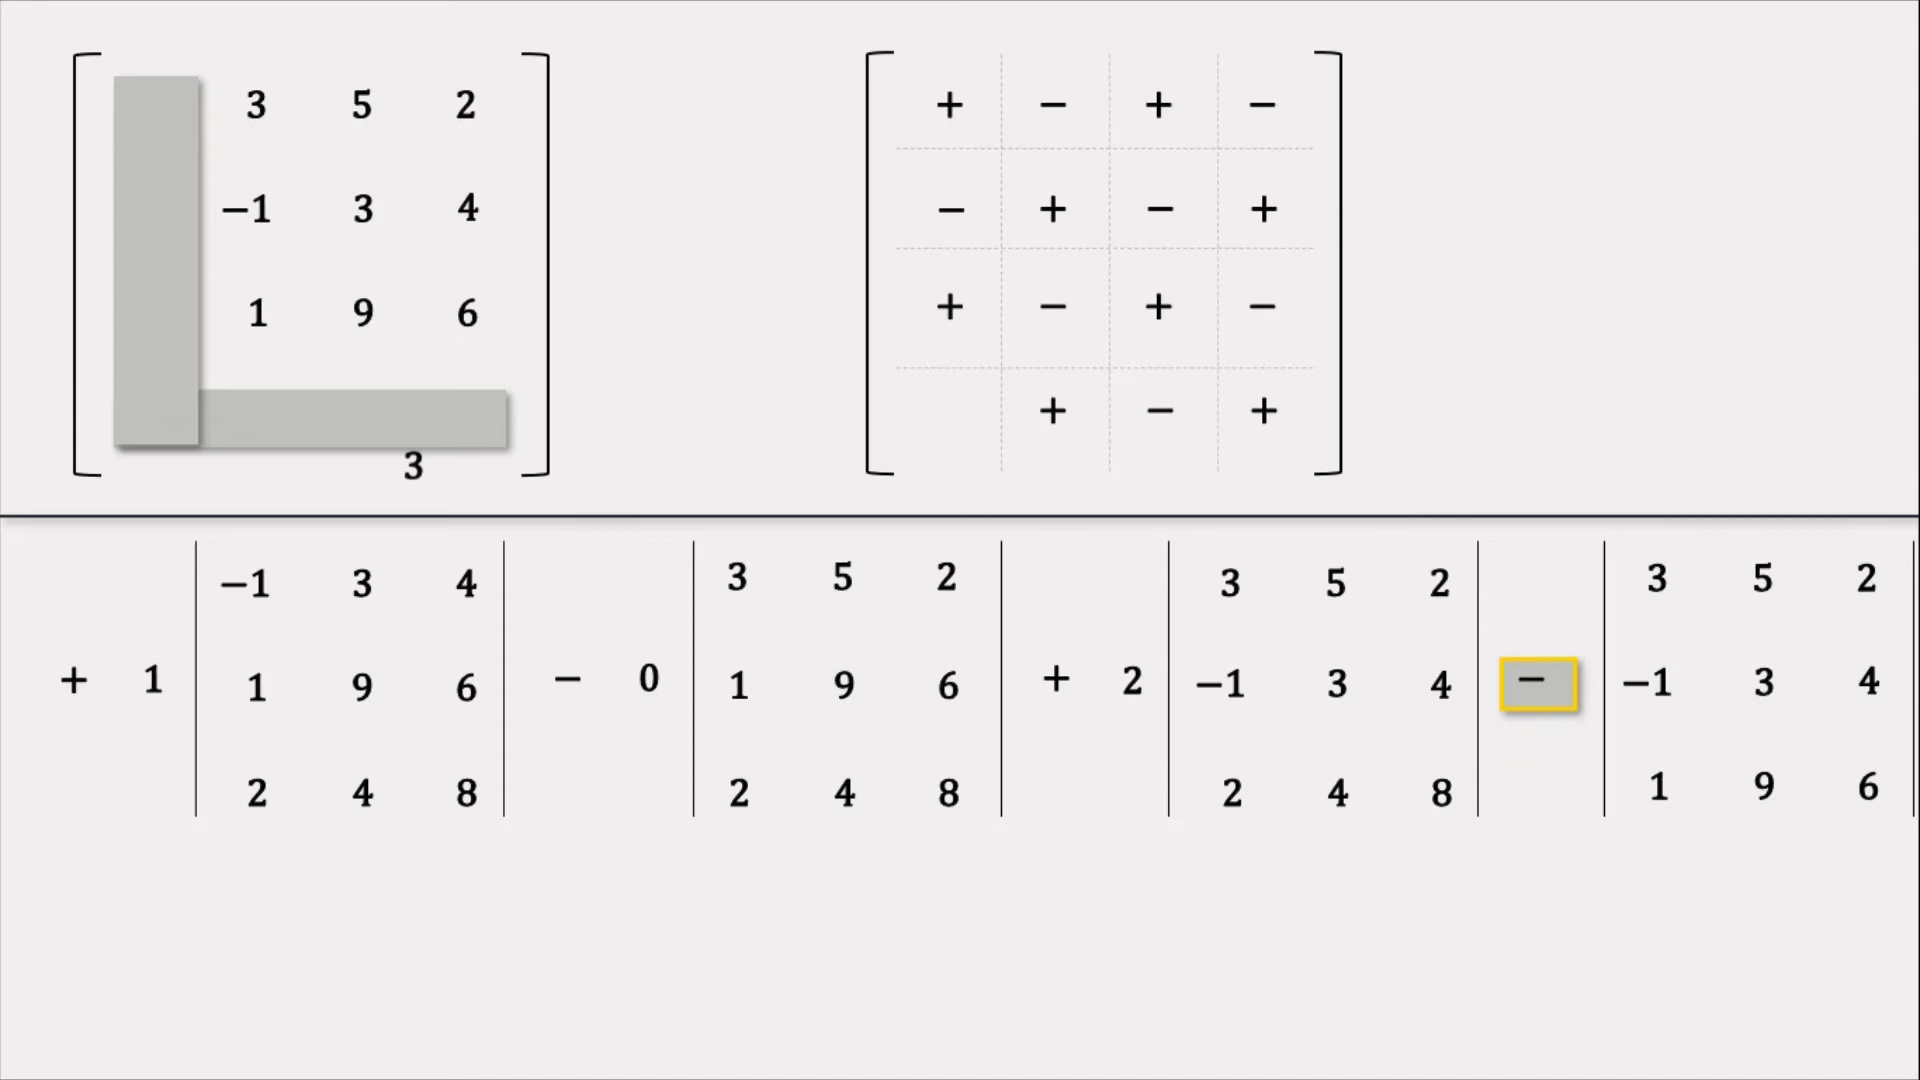 3 5 2 + − + −
−1 3 4 − + − +
1 9 6 + − + −
+ − +
3
−1 3 4 3 5 2 3 5 2 3 5 2
+ 1 1 9 6 − 0 1 9 6 + 2 −1 3 4 − −1 3 4
2 4 8 2 4 8 2 4 8 1 9 6